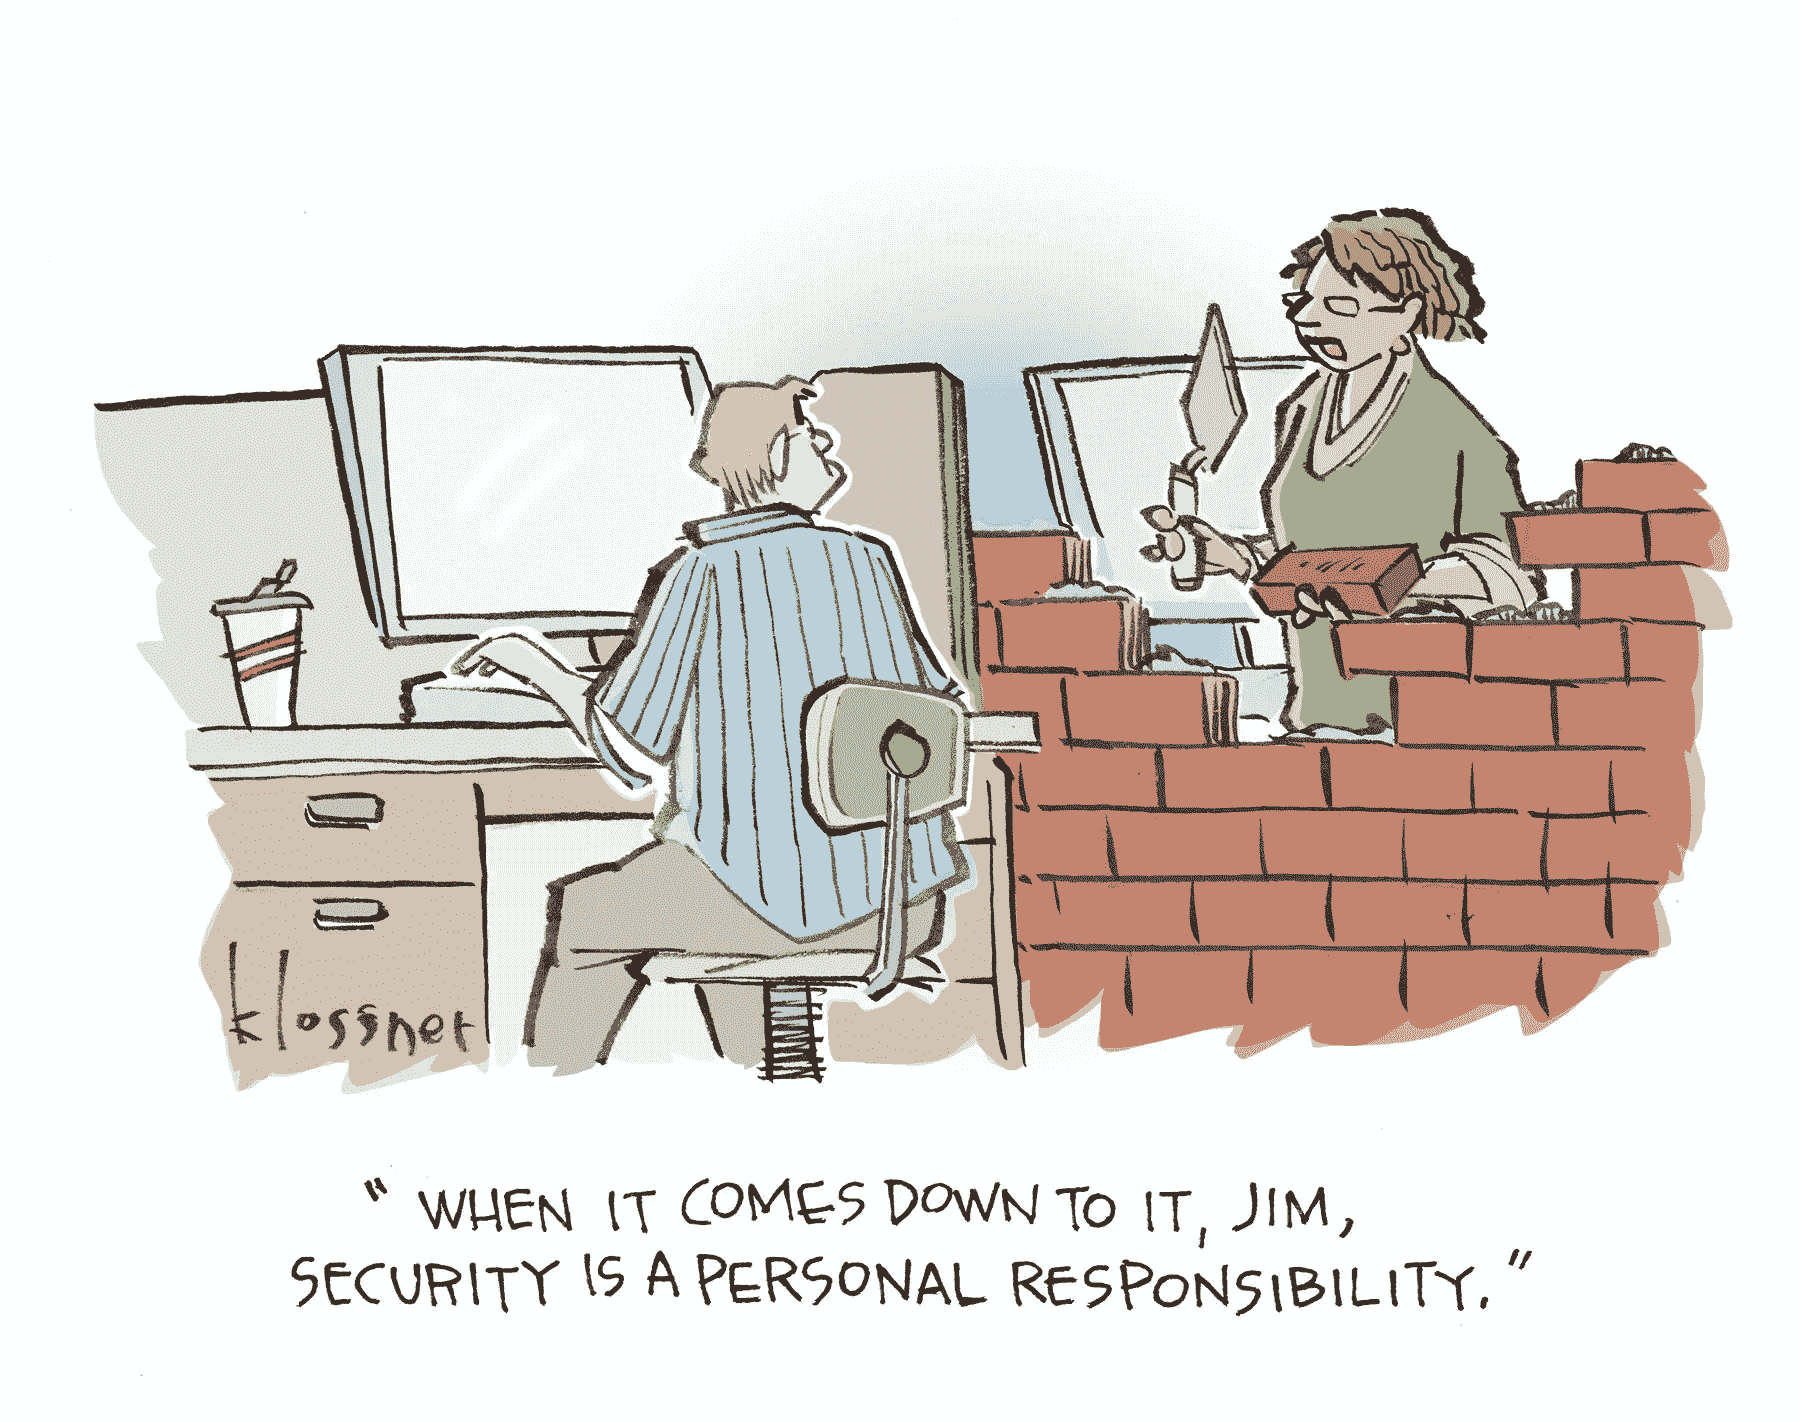 klossner
" WHEN IT COMES DOWN TO IT, JIM,
SECURITY IS A PERSONAL RESPONSIBILITY. "